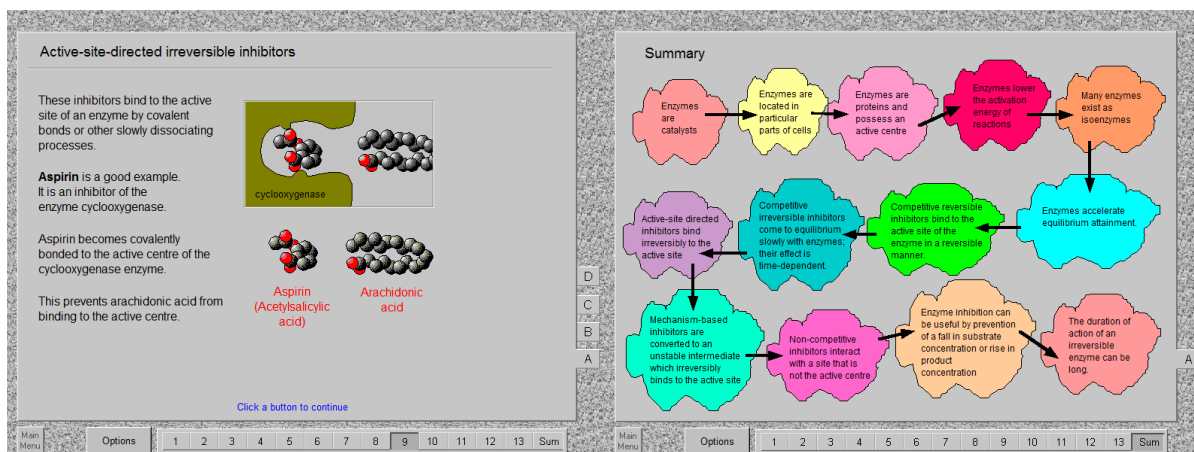 Active-site-directed irreversible inhibitors
These inhibitors bind to the active
site of an enzyme by covalent
bonds or other slowly dissociating
processes.
Aspirin is a good example.
It is an inhibitor of the
enzyme cyclooxygenase.
Aspirin becomes covalently
bonded to the active centre of the
cyclooxygenase enzyme.
This prevents arachidonic acid from
binding to the active centre.
cyclooxygenase
Aspirin
(Acetylsalicylic
acid)
Arachidonic
acid
D
C
B
A
Click a button to continue
Main
Menu
Options
1 2 3 4 5 6 7 8 9 10 11 12 13 Sum
Summary
Enzymes
are
catalysts
Enzymes are
located in
particular
parts of cells
Enzymes are
proteins and
possess an
active centre
Enzymes lower
the activation
energy of
reactions
Many enzymes
exist as
isoenzymes
Enzymes accelerate
equilibrium attainment.
Competitive reversible
inhibitors bind to the
active site of the
enzyme in a reversible
manner.
Competitive
irreversible inhibitors
come to equilibrium
slowly with enzymes;
their effect is
time-dependent.
Active-site directed
inhibitors bind
irreversibly to the
active site
Mechanism-based
inhibitors are
converted to an
unstable intermediate
which irreversibly
binds to the active site
Non-competitive
inhibitors interact
with a site that is
not the active centre
Enzyme inhibition can
be useful by prevention
of a fall in substrate
concentration or rise in
product
concentration
The duration of
action of an
irreversible
enzyme can be
long.
A
Main
Menu
Options
1 2 3 4 5 6 7 8 9 10 11 12 13 Sum